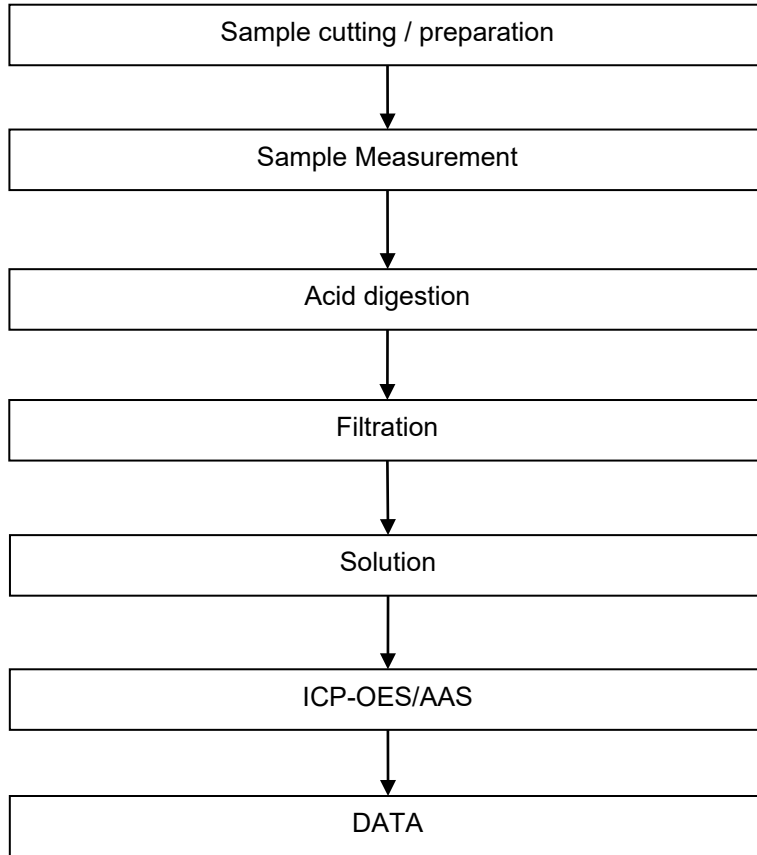 Sample cutting / preparation
Sample Measurement
Acid digestion
Filtration
Solution
ICP-OES/AAS
DATA